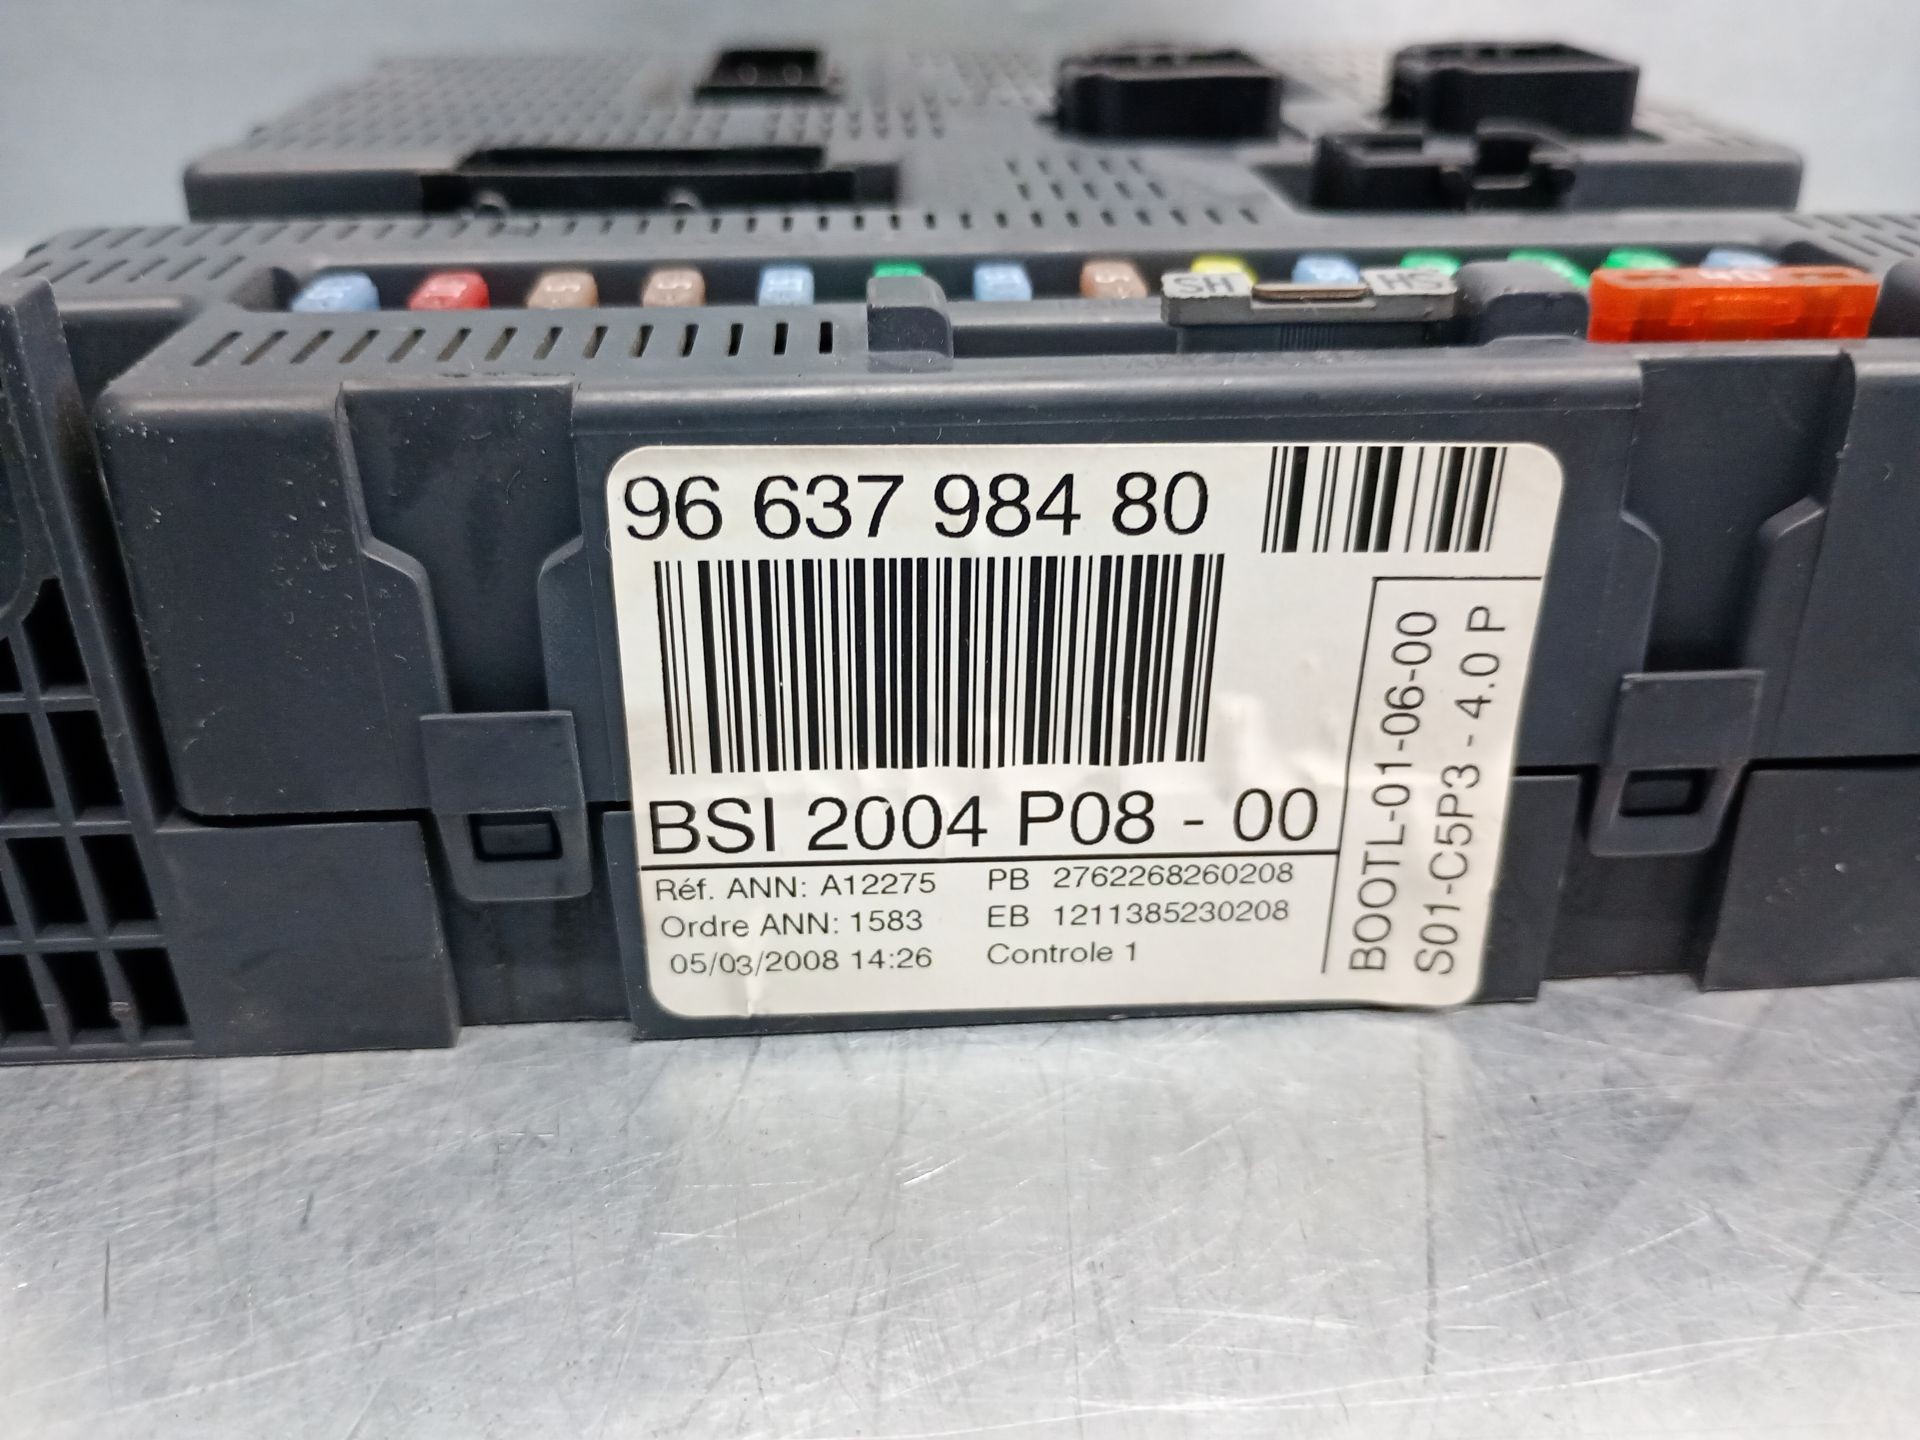 SH HS
40
96 637 984 80
BSI 2004 P08 - 00
Réf. ANN: A12275 PB 2762268260208
Ordre ANN: 1583 EB 1211385230208
05/03/2008 14:26 Controle 1
BOOTL-01-06-00
S01-C5P3 - 4.0 P